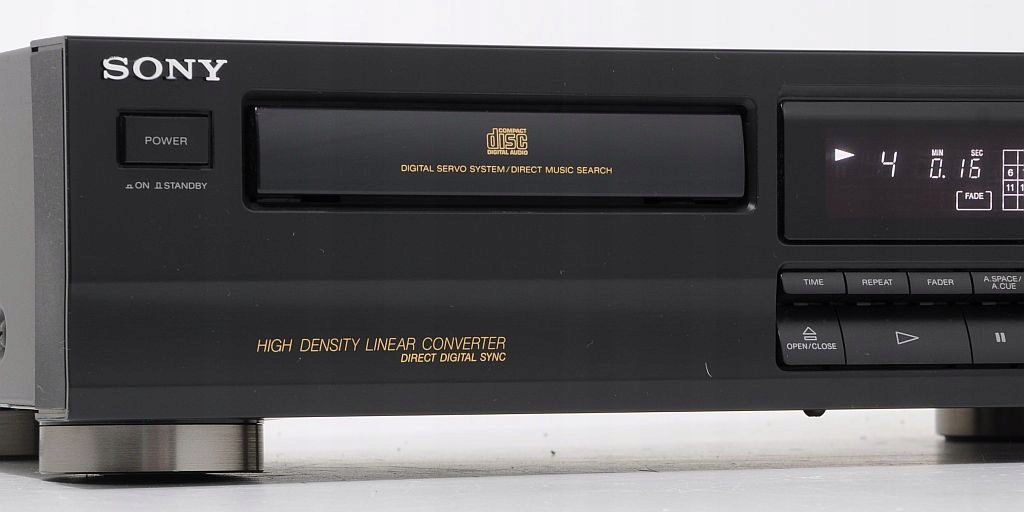 SONY
POWER
ON STANDBY
COMPACT
disc
DIGITAL AUDIO
DIGITAL SERVO SYSTEM/DIRECT MUSIC SEARCH
MIN SEC
4 0.16
6
11 1
FADE
TIME REPEAT FADER A.SPACE/
A.CUE
OPEN/CLOSE
HIGH DENSITY LINEAR CONVERTER
DIRECT DIGITAL SYNC